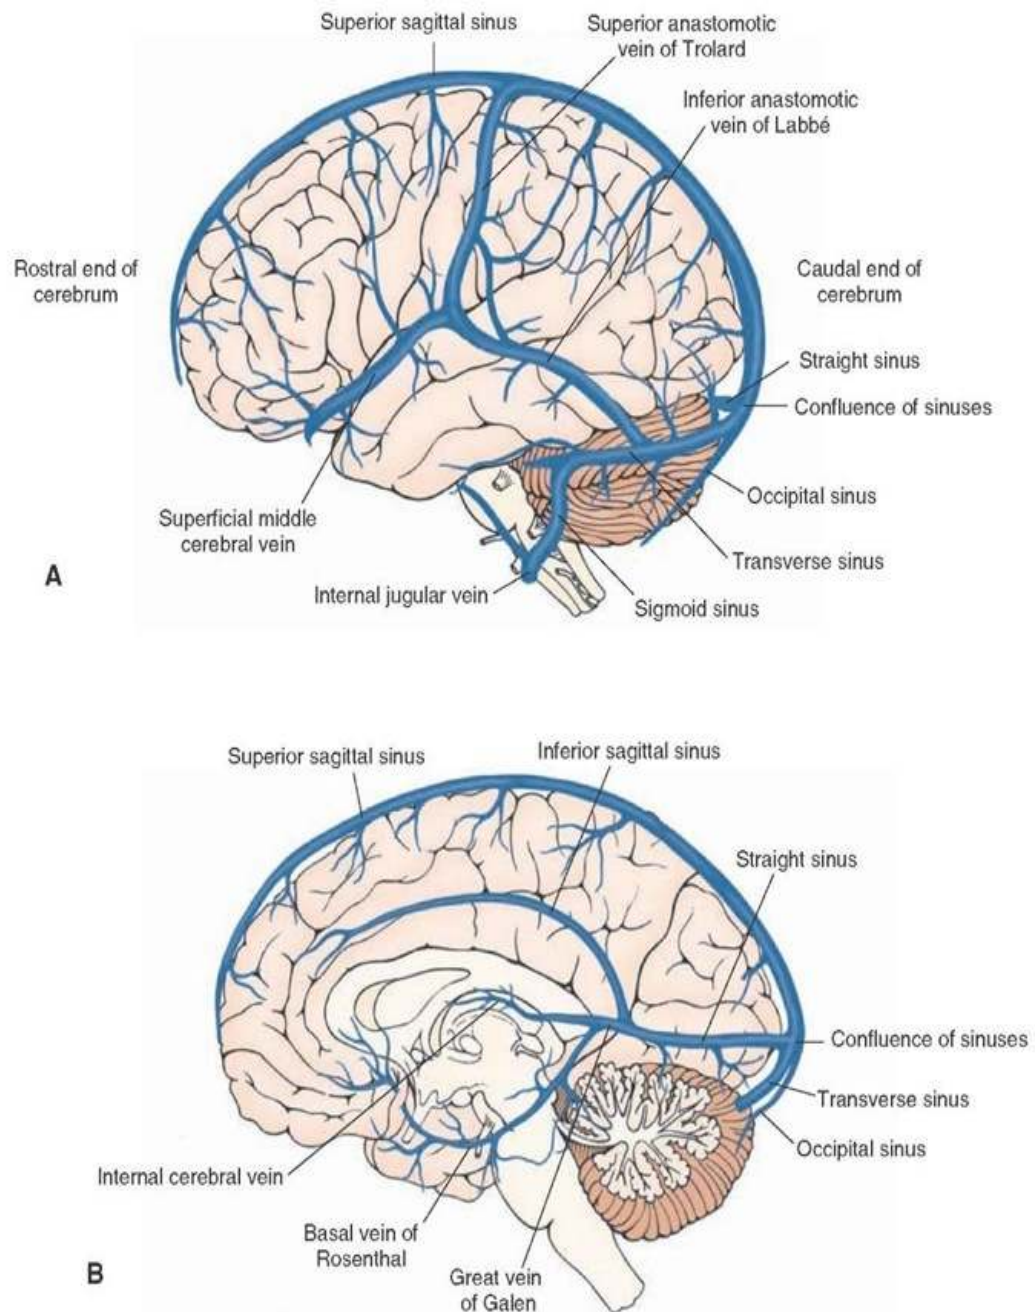 Superior sagittal sinus
Superior anastomotic
vein of Trolard
Inferior anastomotic
vein of Labbé
Rostral end of
cerebrum
Caudal end of
cerebrum
Straight sinus
Confluence of sinuses
Occipital sinus
Superficial middle
cerebral vein
Transverse sinus
A
Internal jugular vein
Sigmoid sinus
Superior sagittal sinus
Inferior sagittal sinus
Straight sinus
Confluence of sinuses
Transverse sinus
Occipital sinus
Internal cerebral vein
Basal vein of
Rosenthal
Great vein
of Galen
B